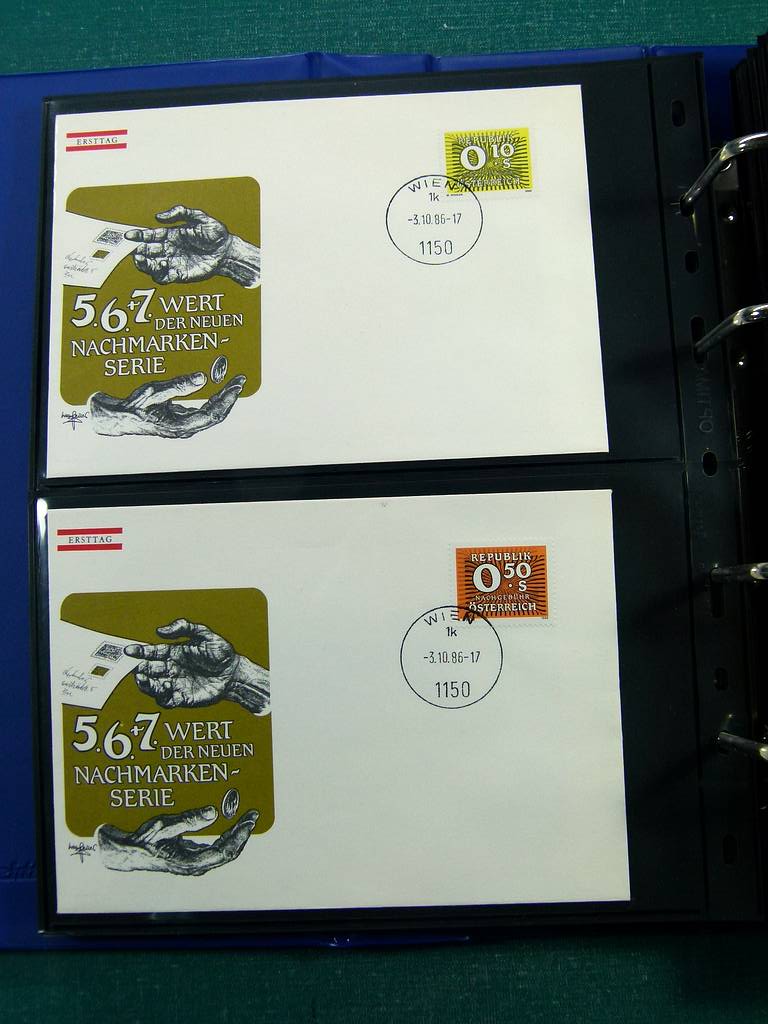 ERSTTAG
REPUBLIK
0 10
·S
ÖSTERREICH
WIEN
1k
-3.10.86-17
1150
5.6.+7. WERT
DER NEUEN
NACHMARKEN-
SERIE
ERSTTAG
REPUBLIK
0 50
·S
NACHGEBÜHR
ÖSTERREICH
WIEN
1k
-3.10.86-17
1150
5.6.+7. WERT
DER NEUEN
NACHMARKEN-
SERIE